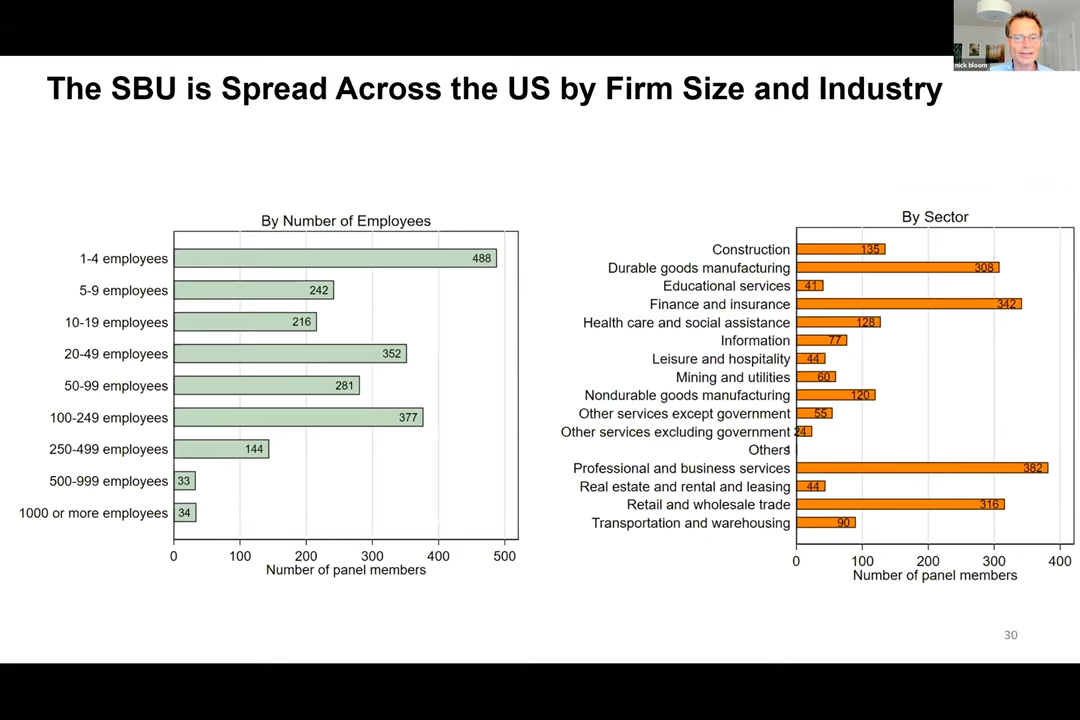 nick bloom
The SBU is Spread Across the US by Firm Size and Industry
By Number of Employees
1-4 employees 488
5-9 employees 242
10-19 employees 216
20-49 employees 352
50-99 employees 281
100-249 employees 377
250-499 employees 144
500-999 employees 33
1000 or more employees 34
0 100 200 300 400 500
Number of panel members
By Sector
Construction 135
Durable goods manufacturing 308
Educational services 41
Finance and insurance 342
Health care and social assistance 128
Information 77
Leisure and hospitality 44
Mining and utilities 60
Nondurable goods manufacturing 120
Other services except government 55
Other services excluding government 24
Others
Professional and business services 382
Real estate and rental and leasing 44
Retail and wholesale trade 316
Transportation and warehousing 90
0 100 200 300 400
Number of panel members
30